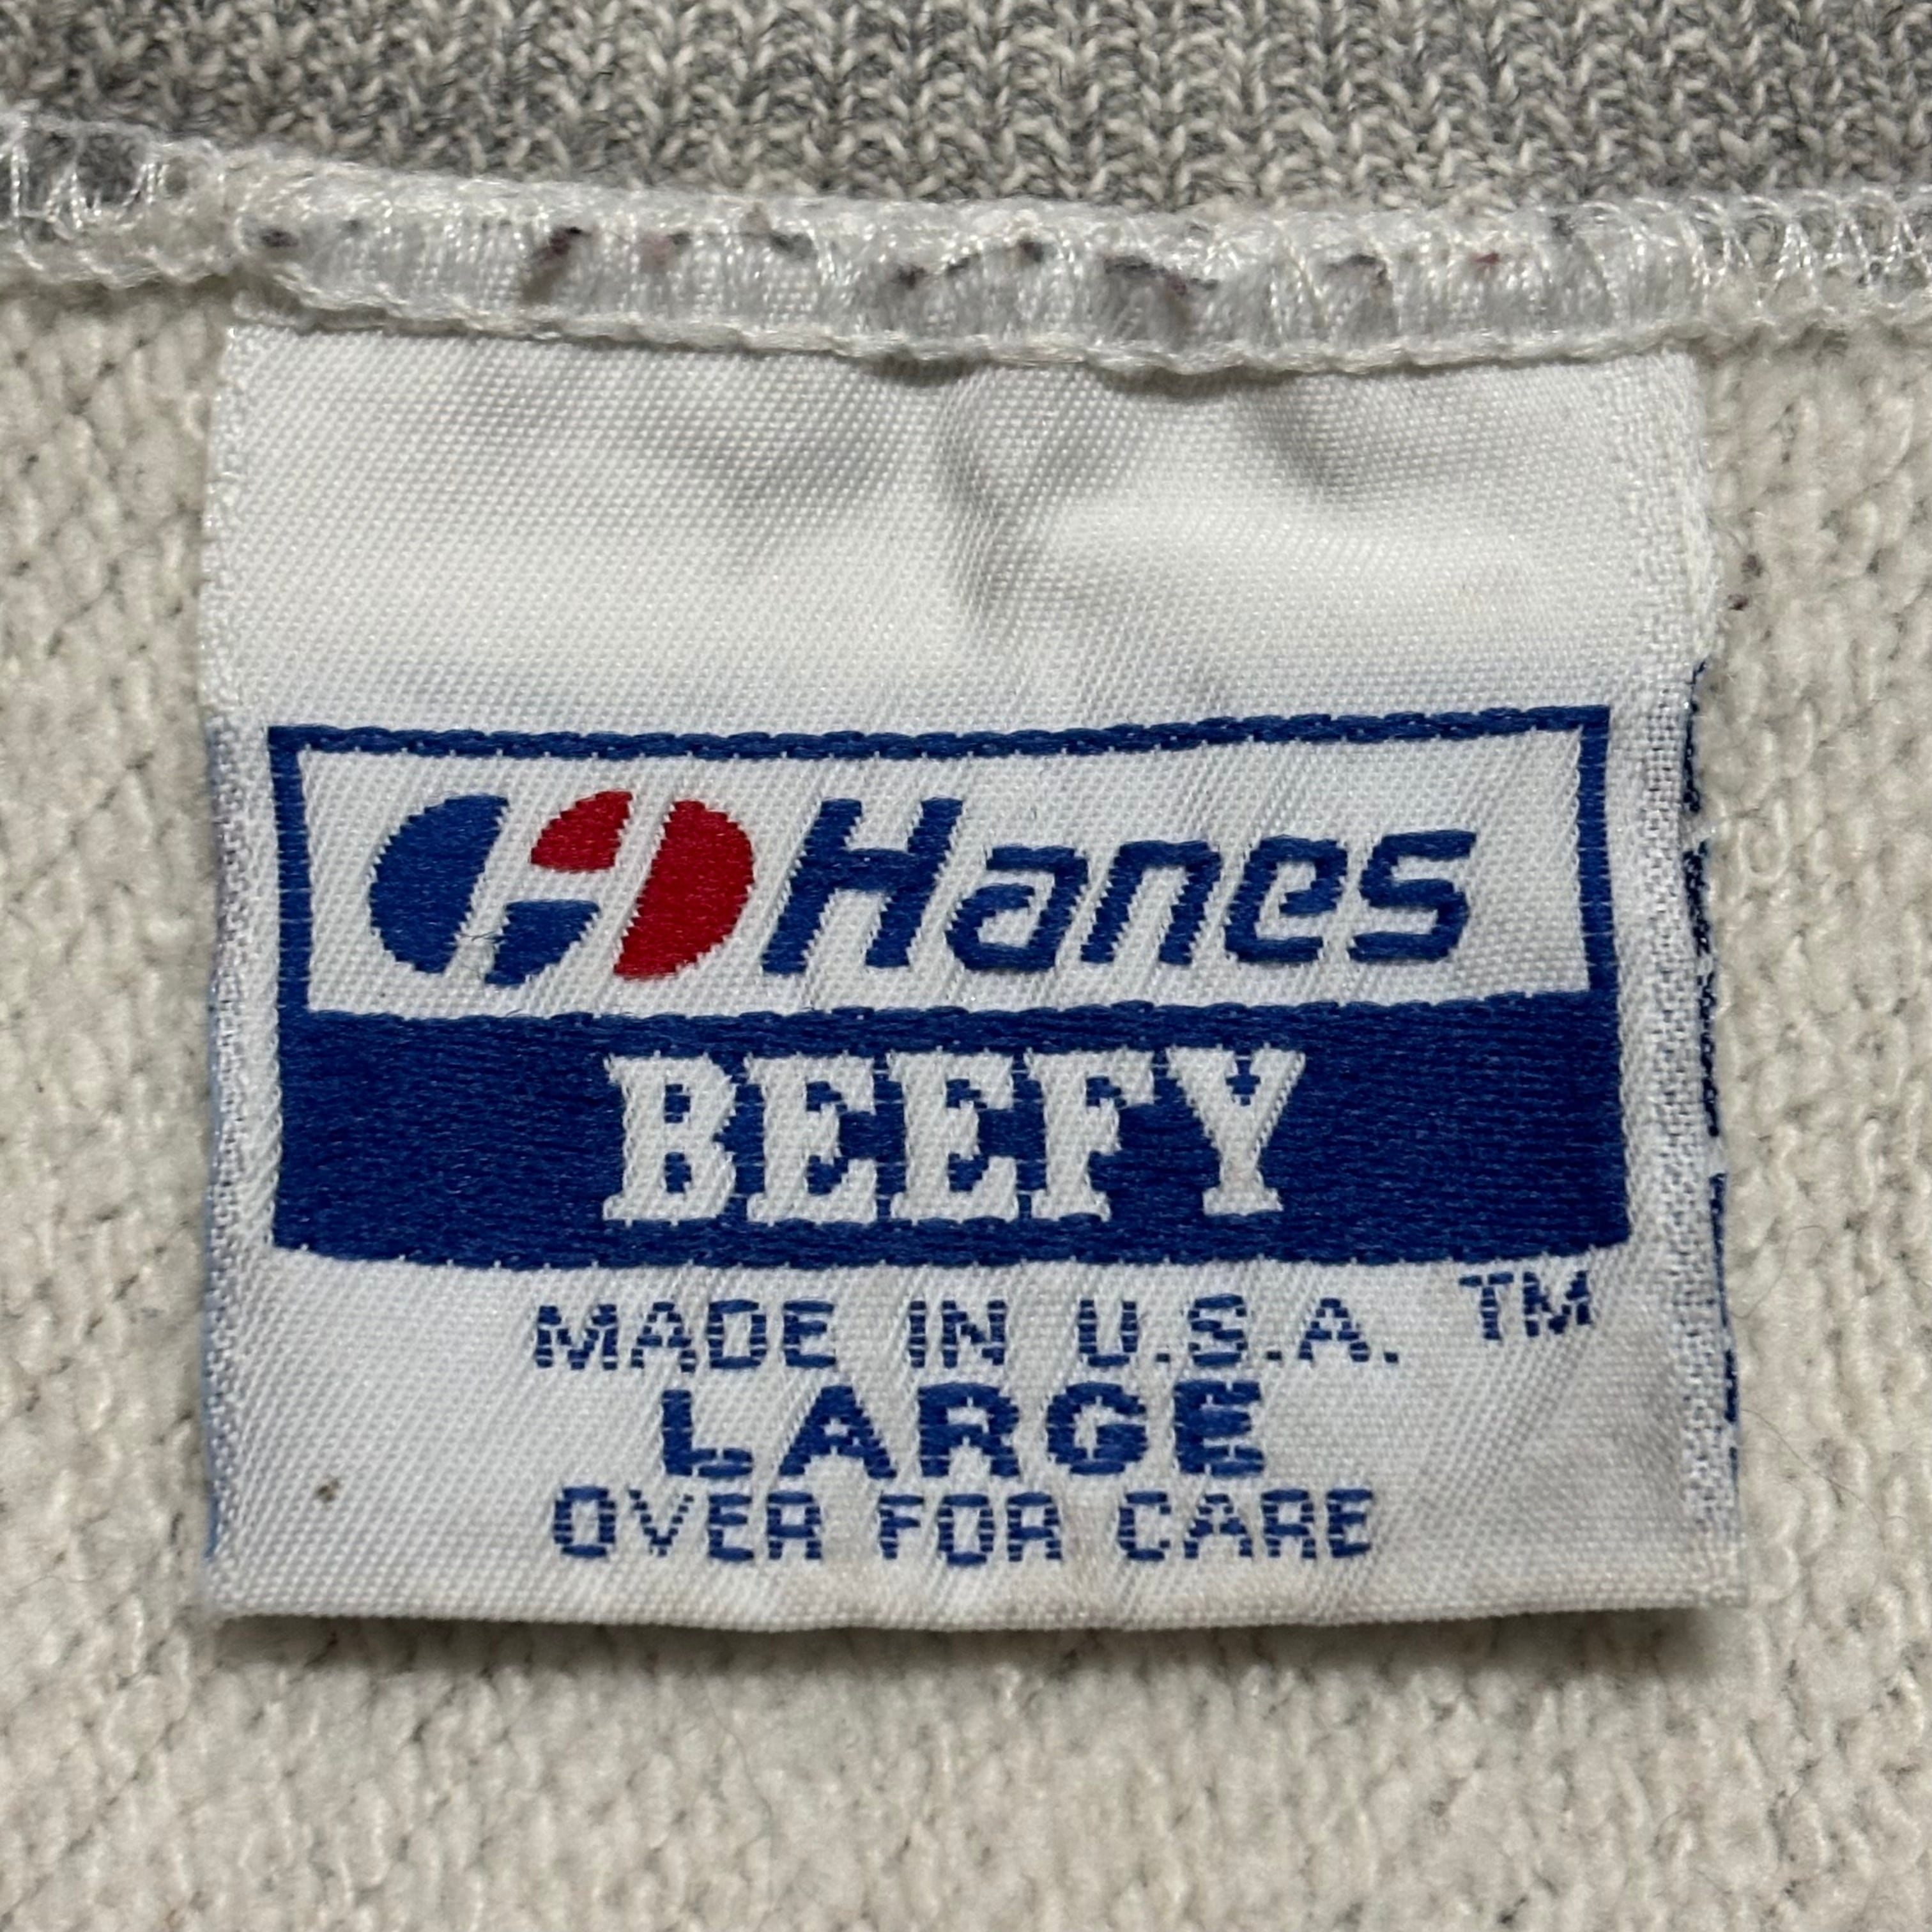 Hanes
BEEFY
TM
MADE IN U.S.A.
LARGE
OVER FOR CARE